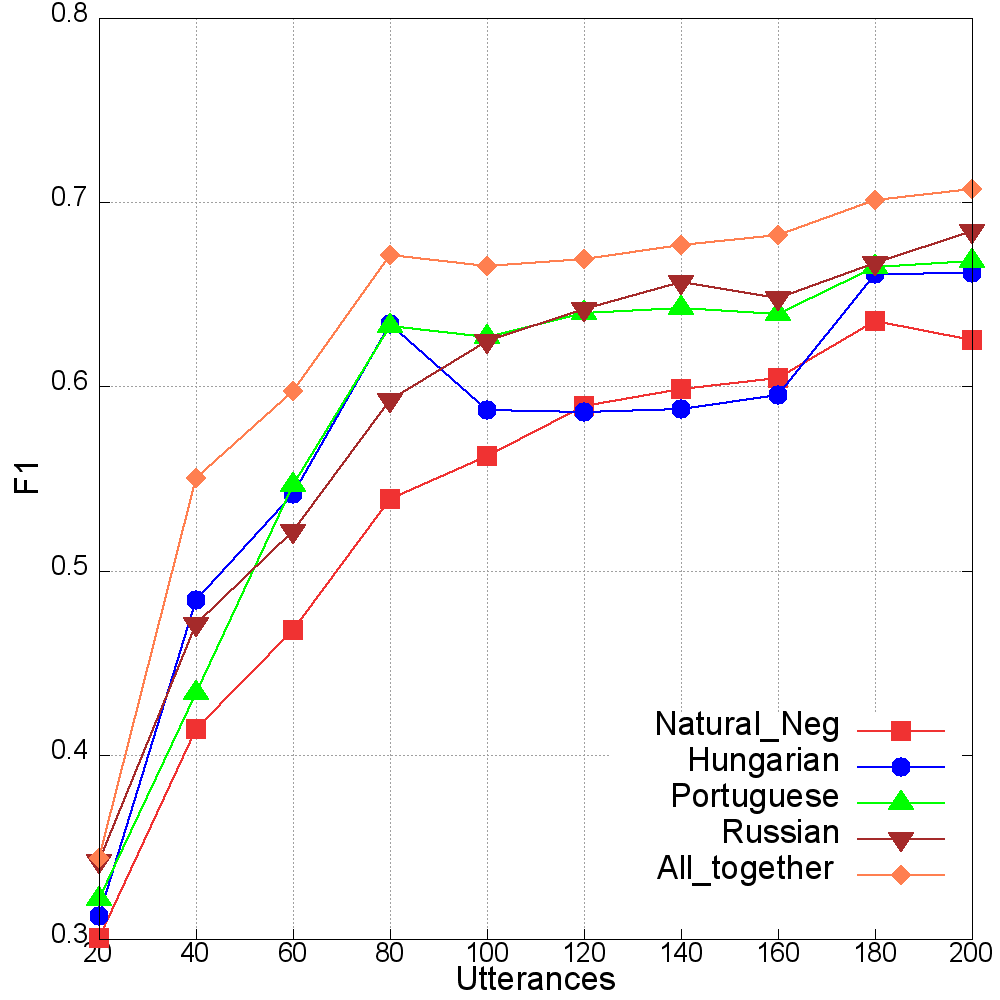 0.8
0.7
0.6
0.5
0.4
0.3
F1
20 40 60 80 100 120 140 160 180 200
Utterances
Natural_Neg
Hungarian
Portuguese
Russian
All_together